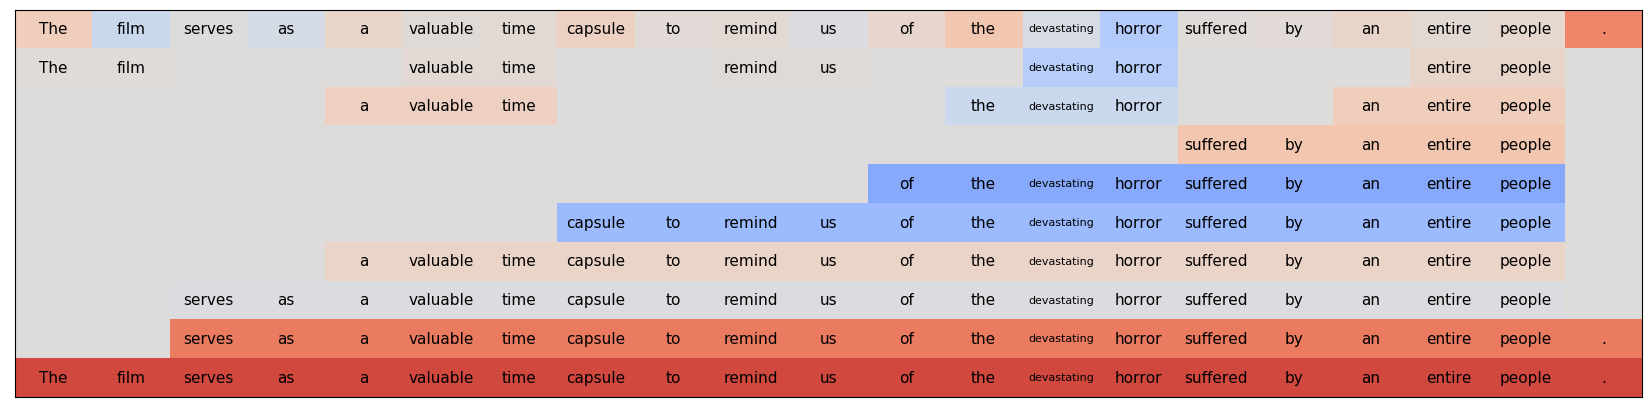 The film serves as a valuable time capsule to remind us of the devastating horror suffered by an entire people .
The film valuable time remind us devastating horror entire people
a valuable time the devastating horror an entire people
suffered by an entire people
of the devastating horror suffered by an entire people
capsule to remind us of the devastating horror suffered by an entire people
a valuable time capsule to remind us of the devastating horror suffered by an entire people
serves as a valuable time capsule to remind us of the devastating horror suffered by an entire people
serves as a valuable time capsule to remind us of the devastating horror suffered by an entire people .
The film serves as a valuable time capsule to remind us of the devastating horror suffered by an entire people .